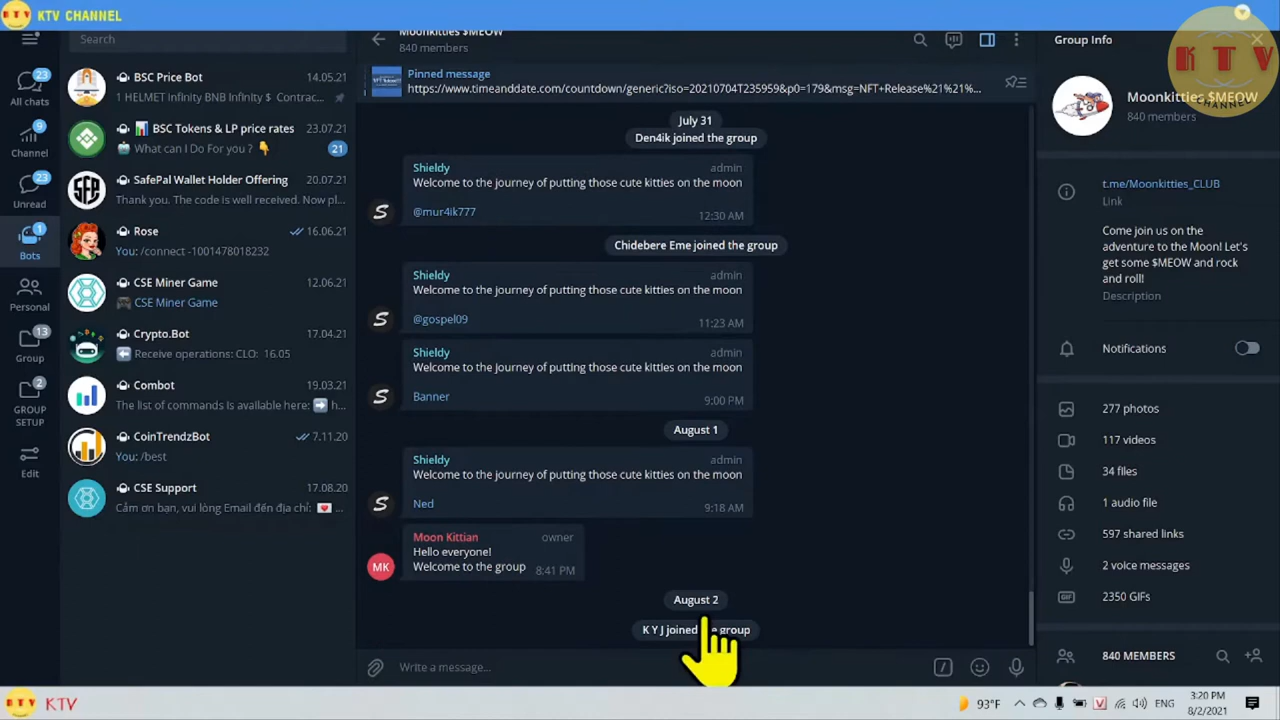 KTV CHANNEL
Search
23
All chats
9
Channel
23
Unread
1
Bots
Personal
13
Group
2
GROUP
SETUP
Edit
BSC Price Bot 14.05.21
1 HELMET Infinity BNB Infinity $ Contrac...
BSC Tokens & LP price rates 23.07.21
What can I Do For you ? 21
SafePal Wallet Holder Offering 20.07.21
Thank you. The code is well received. Now pl...
Rose 16.06.21
You: /connect -1001478018232
CSE Miner Game 12.06.21
CSE Miner Game
Crypto.Bot 17.04.21
Receive operations: CLO: 16.05
Combot 19.03.21
The list of commands is available here: h...
CoinTrendzBot 7.11.20
You: /best
CSE Support 17.08.20
Cảm ơn bạn, vui lòng Email đến địa chỉ: ...
Moonkitties $MEOW
840 members
Pinned message
https://www.timeanddate.com/countdown/generic?iso=20210704T235959&p0=179&msg=NFT+Release%21%21%...
July 31
Den4ik joined the group
Shieldy admin
Welcome to the journey of putting those cute kitties on the moon
@mur4ik777 12:30 AM
Chidebere Eme joined the group
Shieldy admin
Welcome to the journey of putting those cute kitties on the moon
@gospel09 11:23 AM
Shieldy admin
Welcome to the journey of putting those cute kitties on the moon
Banner 9:00 PM
August 1
Shieldy admin
Welcome to the journey of putting those cute kitties on the moon
Ned 9:18 AM
Moon Kittian owner
Hello everyone!
MK
Welcome to the group 8:41 PM
August 2
K Y J joined the group
Write a message...
Group Info
KTV
CHANNEL
Moonkitties $MEOW
840 members
t.me/Moonkitties_CLUB
Link
Come join us on the
adventure to the Moon! Let's
get some $MEOW and rock
and roll!
Description
Notifications
277 photos
117 videos
34 files
1 audio file
597 shared links
2 voice messages
GIF 2350 GIFs
840 MEMBERS
KTV
93°F V ENG 3:20 PM
8/2/2021